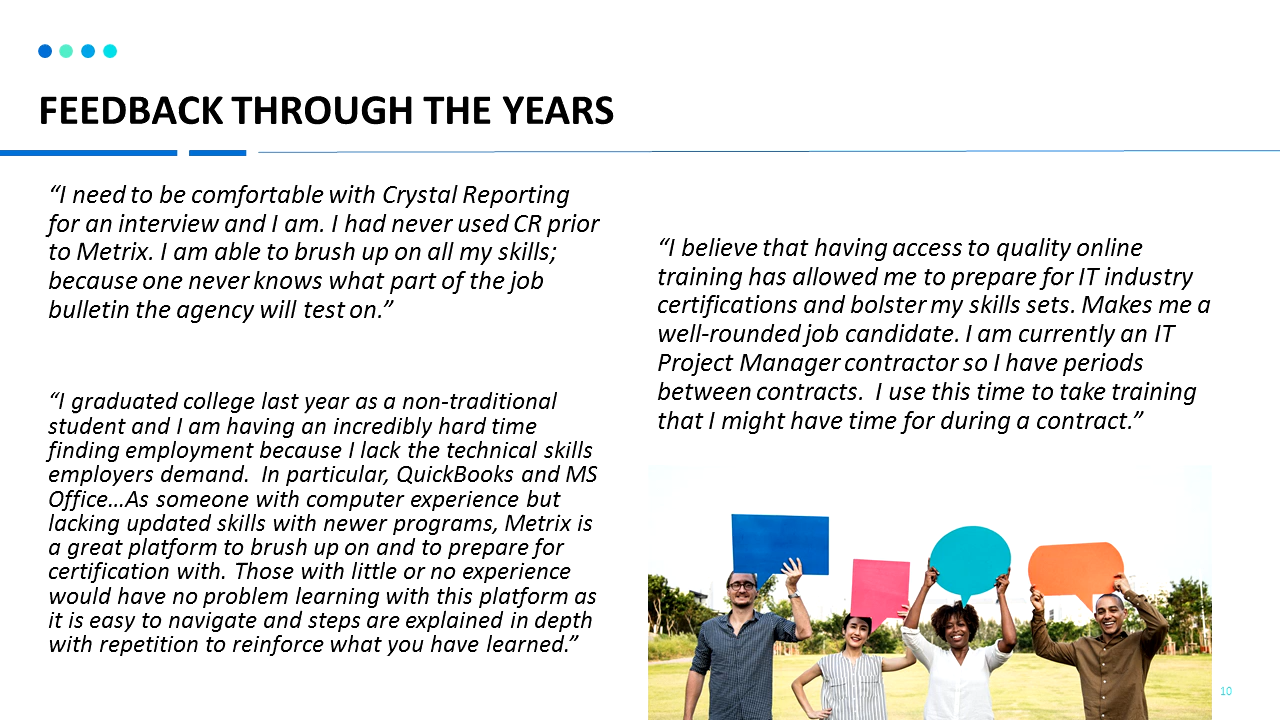 FEEDBACK THROUGH THE YEARS
“I need to be comfortable with Crystal Reporting
for an interview and I am. I had never used CR prior
to Metrix. I am able to brush up on all my skills;
because one never knows what part of the job
bulletin the agency will test on.”
“I graduated college last year as a non-traditional
student and I am having an incredibly hard time
finding employment because I lack the technical skills
employers demand.  In particular, QuickBooks and MS
Office…As someone with computer experience but
lacking updated skills with newer programs, Metrix is
a great platform to brush up on and to prepare for
certification with. Those with little or no experience
would have no problem learning with this platform as
it is easy to navigate and steps are explained in depth
with repetition to reinforce what you have learned.”
“I believe that having access to quality online
training has allowed me to prepare for IT industry
certifications and bolster my skills sets. Makes me a
well-rounded job candidate. I am currently an IT
Project Manager contractor so I have periods
between contracts.  I use this time to take training
that I might have time for during a contract.”
10